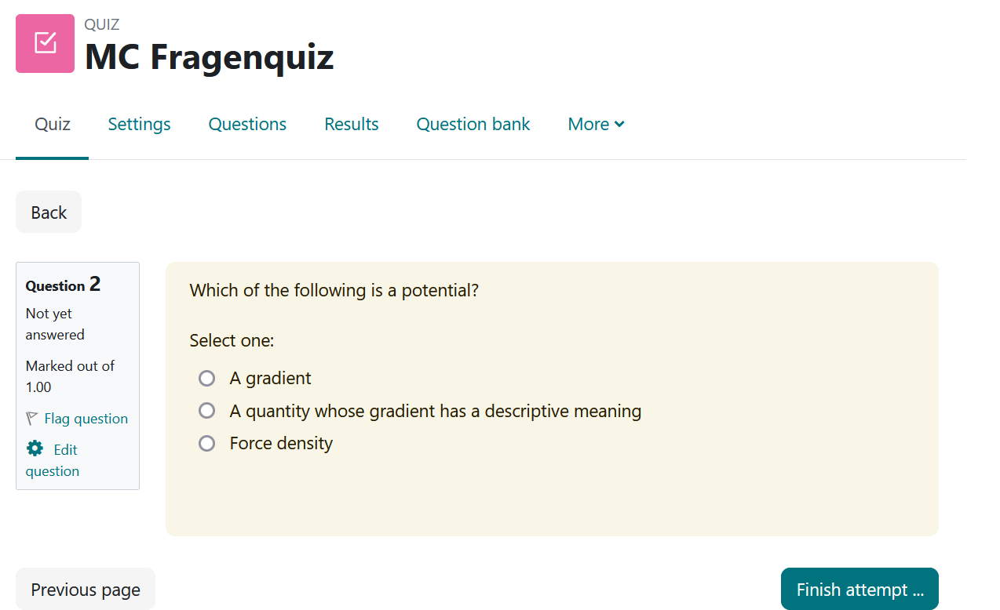 QUIZ
MC Fragenquiz
Quiz Settings Questions Results Question bank More
Back
Question 2
Not yet
answered
Marked out of
1.00
Flag question
Edit
question
Which of the following is a potential?
Select one:
A gradient
A quantity whose gradient has a descriptive meaning
Force density
Previous page
Finish attempt ...